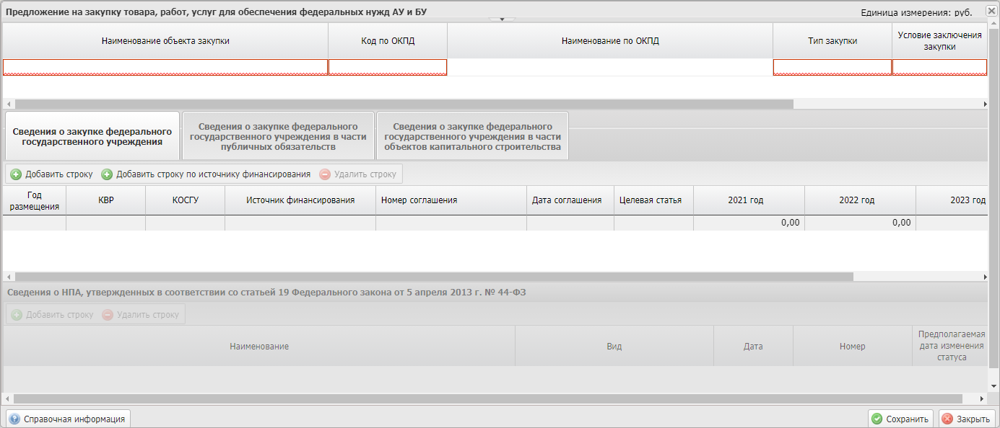 Предложение на закупку товара, работ, услуг для обеспечения федеральных нужд АУ и БУ
Единица измерения: руб.
Наименование объекта закупки
Код по ОКПД
Наименование по ОКПД
Тип закупки
Условие заключения
закупки
Сведения о закупке федерального
государственного учреждения
Сведения о закупке федерального
государственного учреждения в части
публичных обязательств
Сведения о закупке федерального
государственного учреждения в части
объектов капитального строительства
Добавить строку
Добавить строку по источнику финансирования
Удалить строку
Год
размещения
КВР
КОСГУ
Источник финансирования
Номер соглашения
Дата соглашения
Целевая статья
2021 год
2022 год
2023 год
0,00
0,00
Сведения о НПА, утвержденных в соответствии со статьей 19 Федерального закона от 5 апреля 2013 г. № 44-ФЗ
Добавить строку
Удалить строку
Наименование
Вид
Дата
Номер
Предполагаемая
дата изменения
статуса
Справочная информация
Сохранить
Закрыть